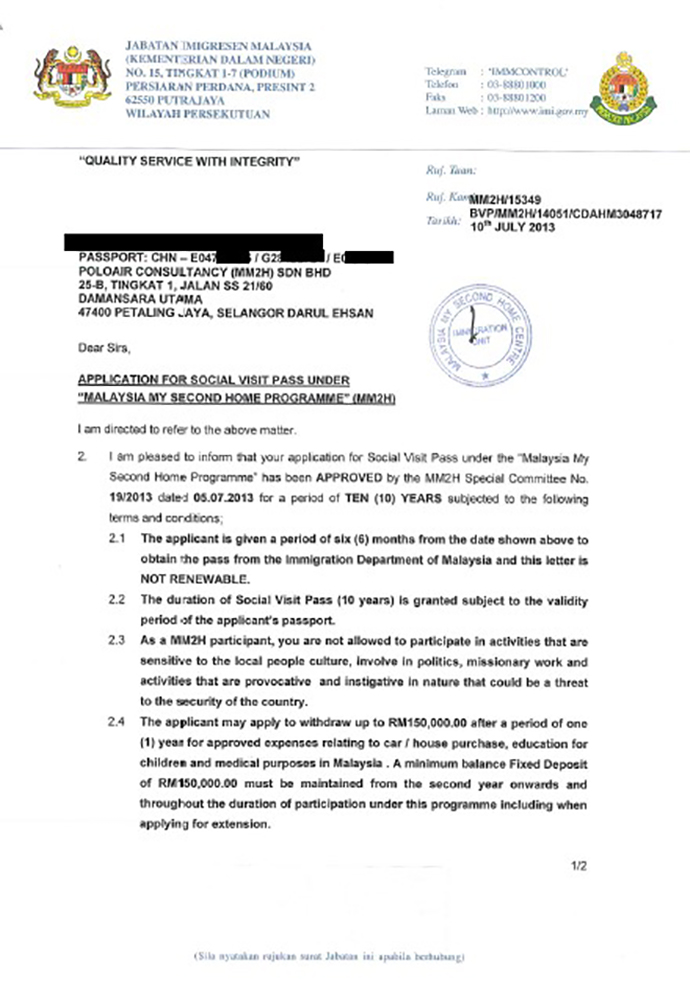 JABATAN IMIGRESEN MALAYSIA
(KEMENTERIAN DALAM NEGERI)
NO. 15, TINGKAT 1-7 (PODIUM)
PERSIARAN PERDANA, PRESINT 2
62550 PUTRAJAYA
WILAYAH PERSEKUTUAN
Telegram : "IMMCONTROL"
Telefon : 03-88801000
Faks : 03-88801200
Laman Web : http://www.imi.gov.my
"QUALITY SERVICE WITH INTEGRITY"
Ruj. Tuan:
Ruj. Kami: MM2H/15349
BVP/MM2H/14051/CDAHM3048717
Tarikh: 10th JULY 2013
PASSPORT: CHN – E047 / G28 / E0
POLOAIR CONSULTANCY (MM2H) SDN BHD
25-B, TINGKAT 1, JALAN SS 21/60
DAMANSARA UTAMA
47400 PETALING JAYA, SELANGOR DARUL EHSAN
MALAYSIA MY SECOND HOME CENTRE
IMMIGRATION
UNIT
Dear Sirs,
APPLICATION FOR SOCIAL VISIT PASS UNDER
"MALAYSIA MY SECOND HOME PROGRAMME" (MM2H)
I am directed to refer to the above matter.
2. I am pleased to inform that your application for Social Visit Pass under the "Malaysia My
Second Home Programme" has been APPROVED by the MM2H Special Committee No.
19/2013 dated 05.07.2013 for a period of TEN (10) YEARS subjected to the following
terms and conditions;
2.1 The applicant is given a period of six (6) months from the date shown above to
obtain the pass from the Immigration Department of Malaysia and this letter is
NOT RENEWABLE.
2.2 The duration of Social Visit Pass (10 years) is granted subject to the validity
period of the applicant's passport.
2.3 As a MM2H participant, you are not allowed to participate in activities that are
sensitive to the local people culture, involve in politics, missionary work and
activities that are provocative and instigative in nature that could be a threat
to the security of the country.
2.4 The applicant may apply to withdraw up to RM150,000.00 after a period of one
(1) year for approved expenses relating to car / house purchase, education for
children and medical purposes in Malaysia . A minimum balance Fixed Deposit
of RM150,000.00 must be maintained from the second year onwards and
throughout the duration of participation under this programme including when
applying for extension.
1/2
(Sila nyatakan rujukan surat Jabatan ini apabila berhubung)